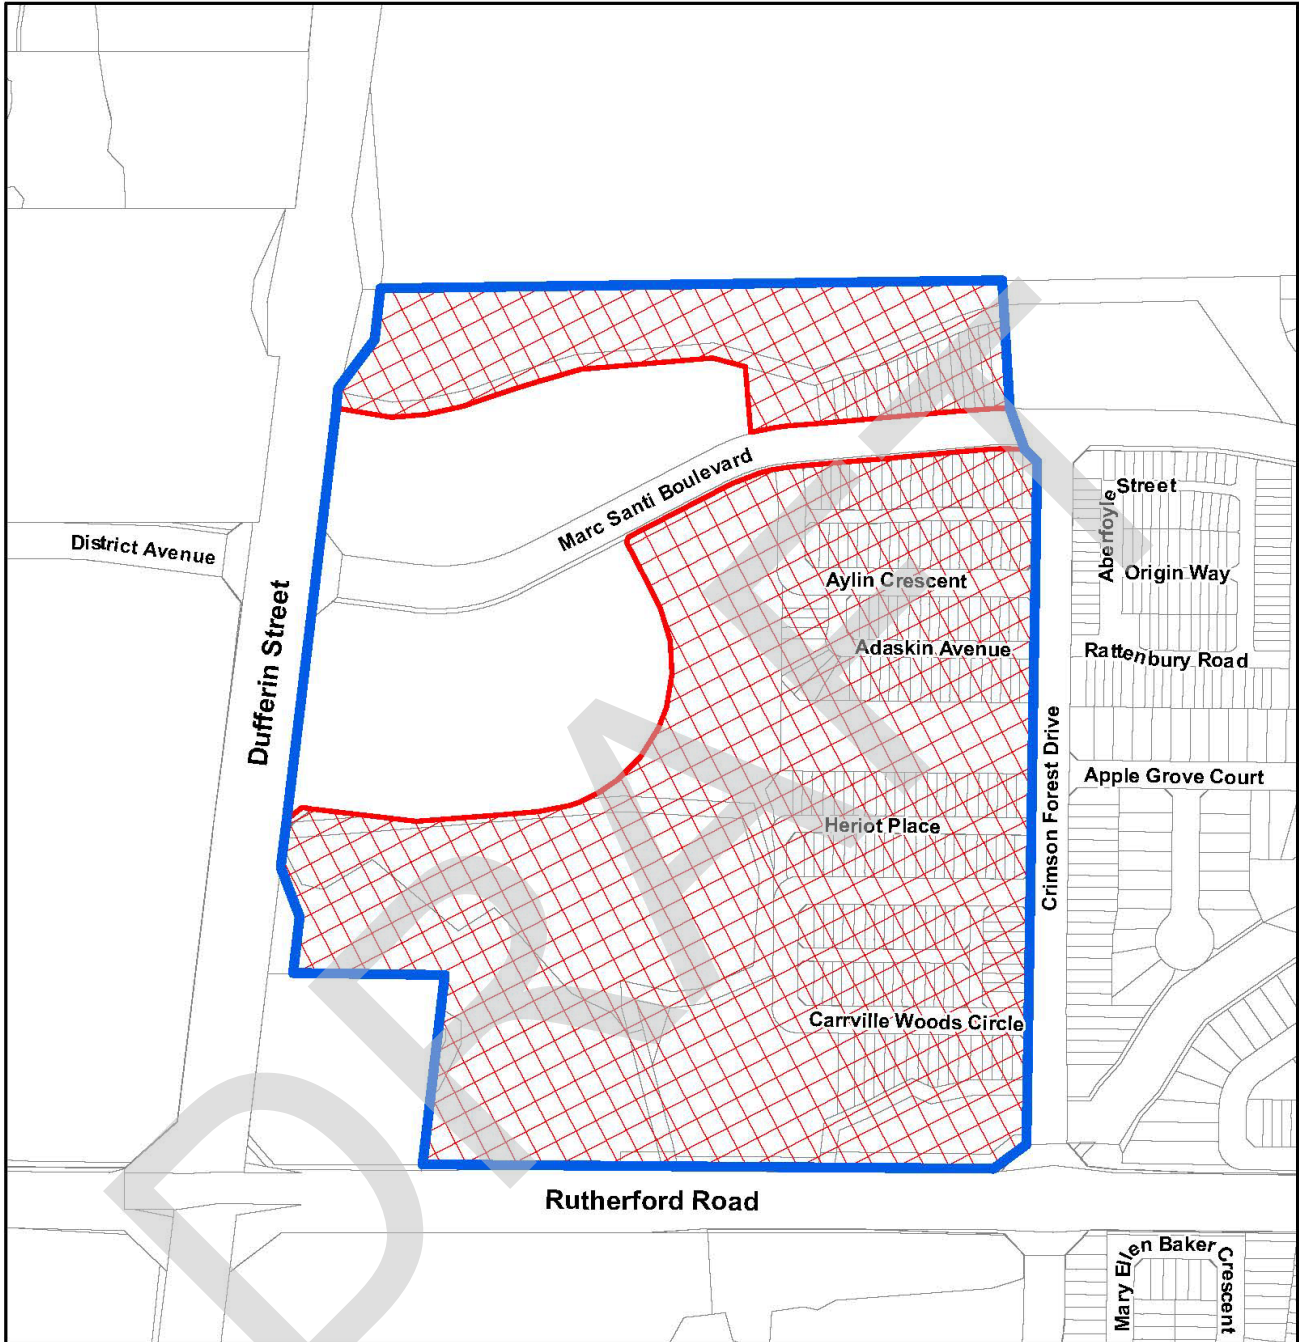 Marc Santi Boulevard
Street
Aberfoyle
District Avenue
Origin Way
Aylin Crescent
Dufferin Street
Adaskin Avenue
Rattenbury Road
Crimson Forest Drive
Apple Grove Court
Heriot Place
Carrville Woods Circle
Rutherford Road
Mary Ellen Baker Crescent
DRAFT